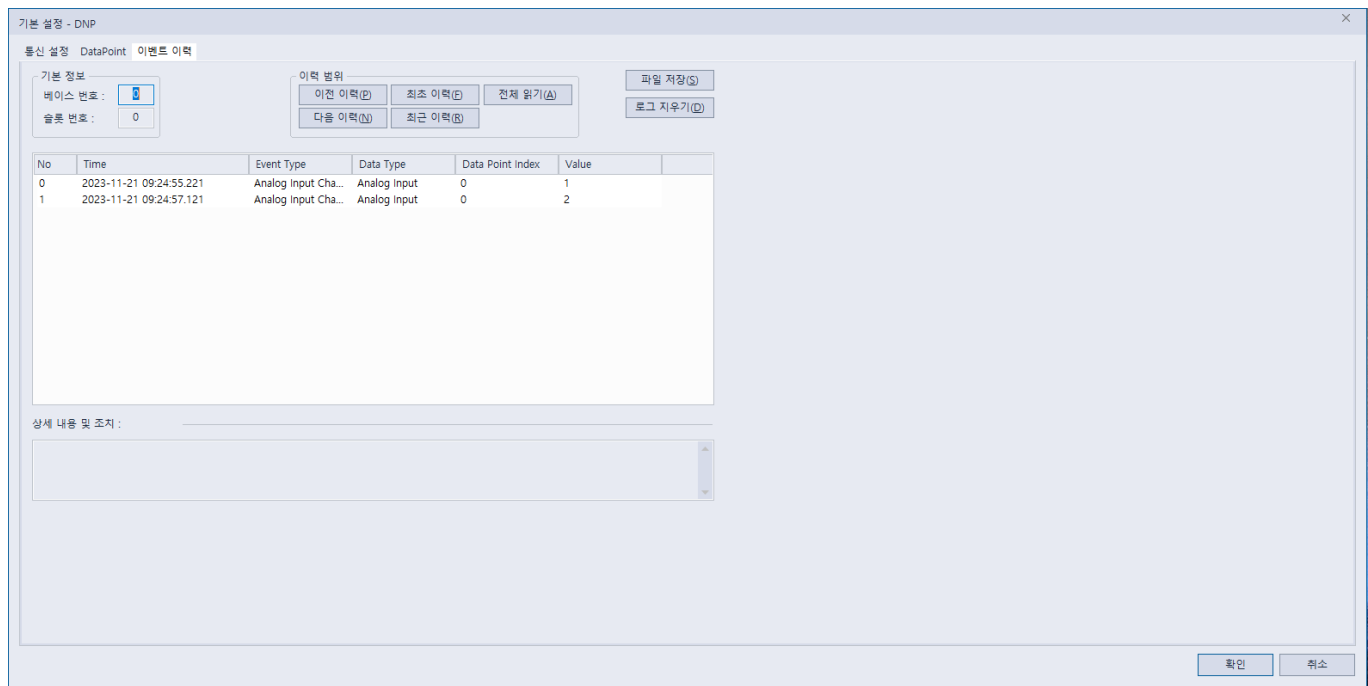 기본 설정 - DNP
통신 설정 DataPoint 이벤트 이력
기본 정보
베이스 번호 : 0
슬롯 번호 : 0
이력 범위
이전 이력(P) 최초 이력(F) 전체 읽기(A)
다음 이력(N) 최근 이력(R)
파일 저장(S)
로그 지우기(D)
No Time Event Type Data Type Data Point Index Value
0 2023-11-21 09:24:55.221 Analog Input Cha... Analog Input 0 1
1 2023-11-21 09:24:57.121 Analog Input Cha... Analog Input 0 2
상세 내용 및 조치 :
확인 취소